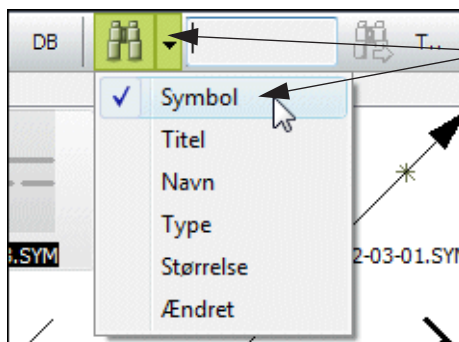 DB T..
Symbol
Titel
Navn
Type
Størrelse
Ændret
.SYM 2-03-01.SYM